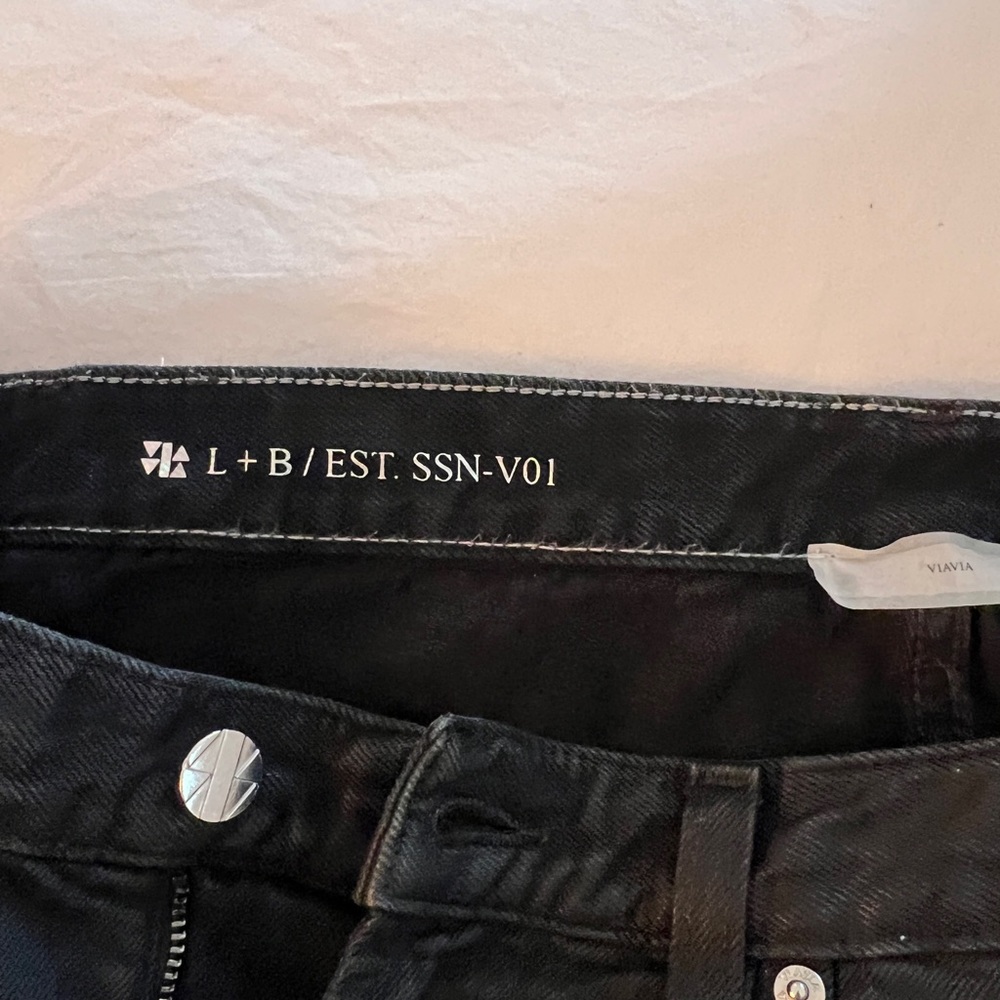 L + B / EST. SSN-V01
VIAVIA